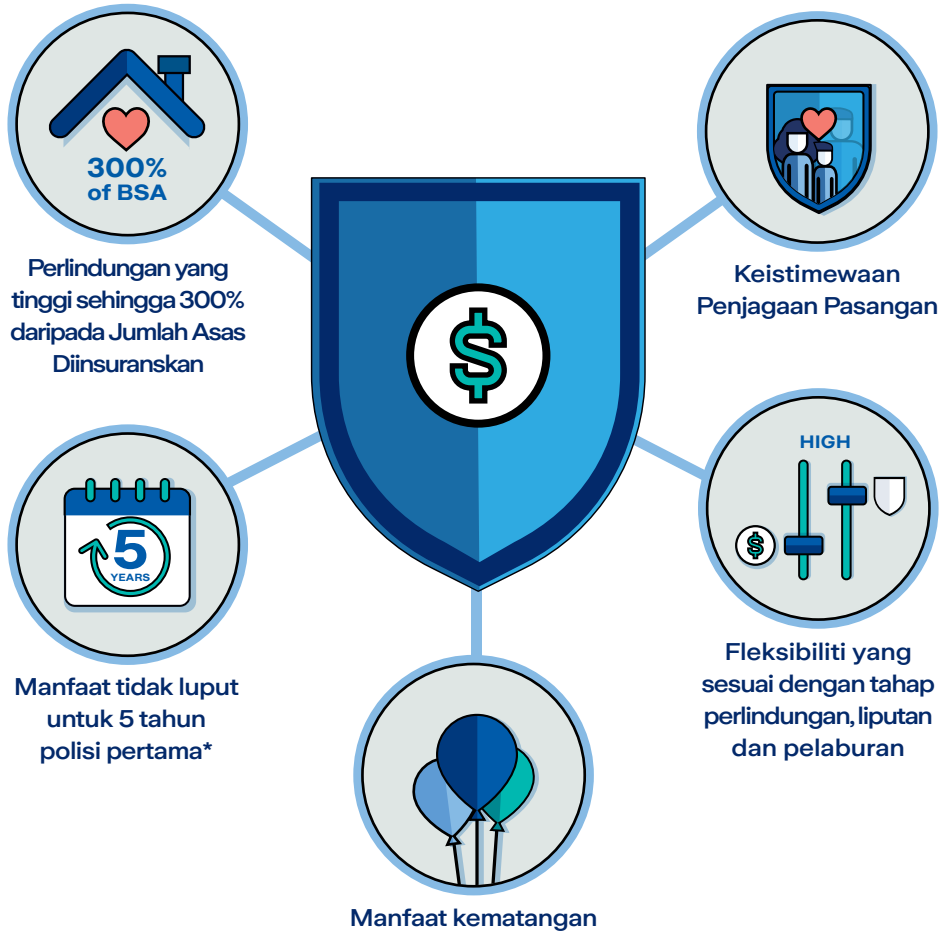 300%
of BSA
Perlindungan yang
tinggi sehingga 300%
daripada Jumlah Asas
Diinsuranskan
Keistimewaan
Penjagaan Pasangan
$
5
YEARS
Manfaat tidak luput
untuk 5 tahun
polisi pertama*
HIGH
$
Fleksibiliti yang
sesuai dengan tahap
perlindungan, liputan
dan pelaburan
Manfaat kematangan